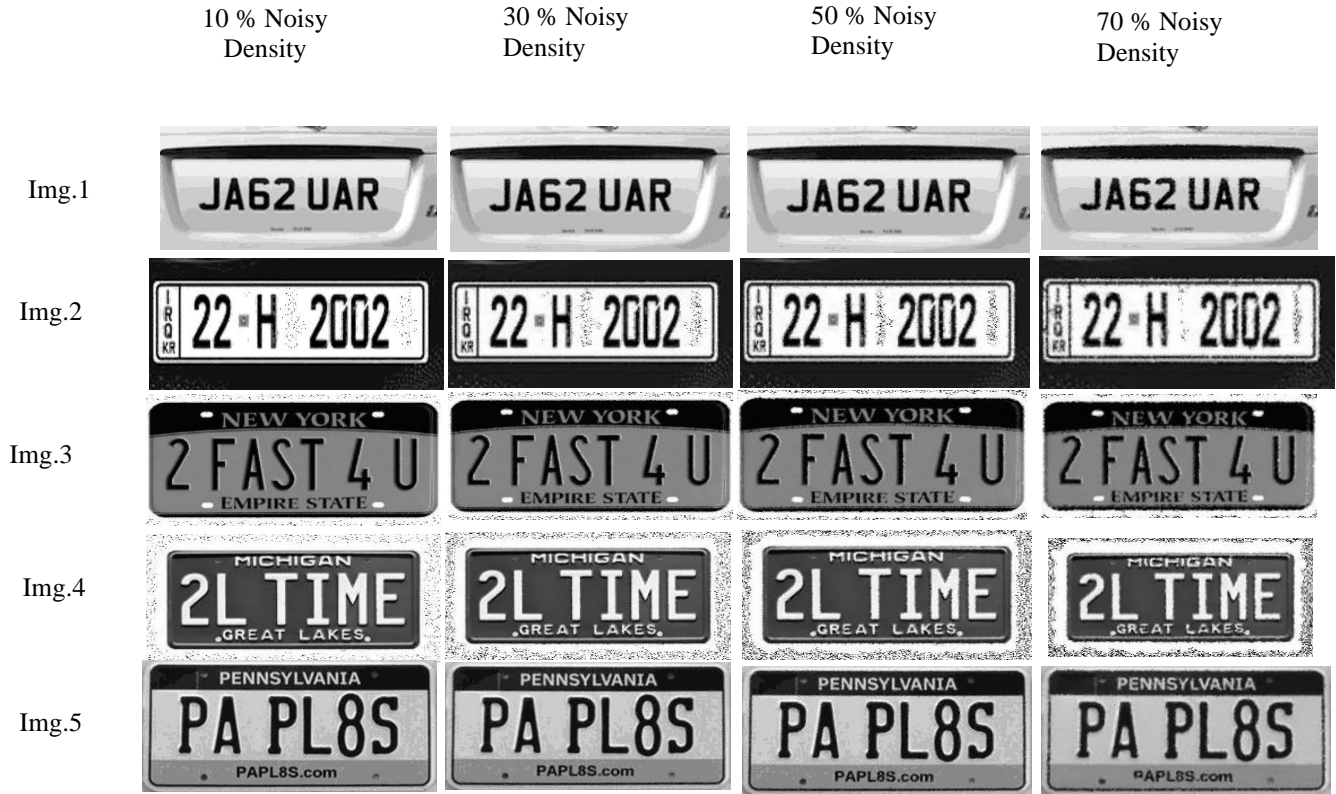 10 % Noisy Density
30 % Noisy Density
50 % Noisy Density
70 % Noisy Density
Img.1
JA62 UAR
JA62 UAR
JA62 UAR
JA62 UAR
Img.2
IRQ KR 22 H 2002
IRQ KR 22 H 2002
IRQ KR 22 H 2002
IRQ KR 22 H 2002
Img.3
NEW YORK
2 FAST 4 U
EMPIRE STATE
NEW YORK
2 FAST 4 U
EMPIRE STATE
NEW YORK
2 FAST 4 U
EMPIRE STATE
NEW YORK
2 FAST 4 U
EMPIRE STATE
Img.4
MICHIGAN
2L TIME
GREAT LAKES
MICHIGAN
2L TIME
GREAT LAKES
MICHIGAN
2L TIME
GREAT LAKES
MICHIGAN
2L TIME
GREAT LAKES
Img.5
PENNSYLVANIA
PA PL8S
PAPL8S.com
PENNSYLVANIA
PA PL8S
PAPL8S.com
PENNSYLVANIA
PA PL8S
PAPL8S.com
PENNSYLVANIA
PA PL8S
PAPL8S.com